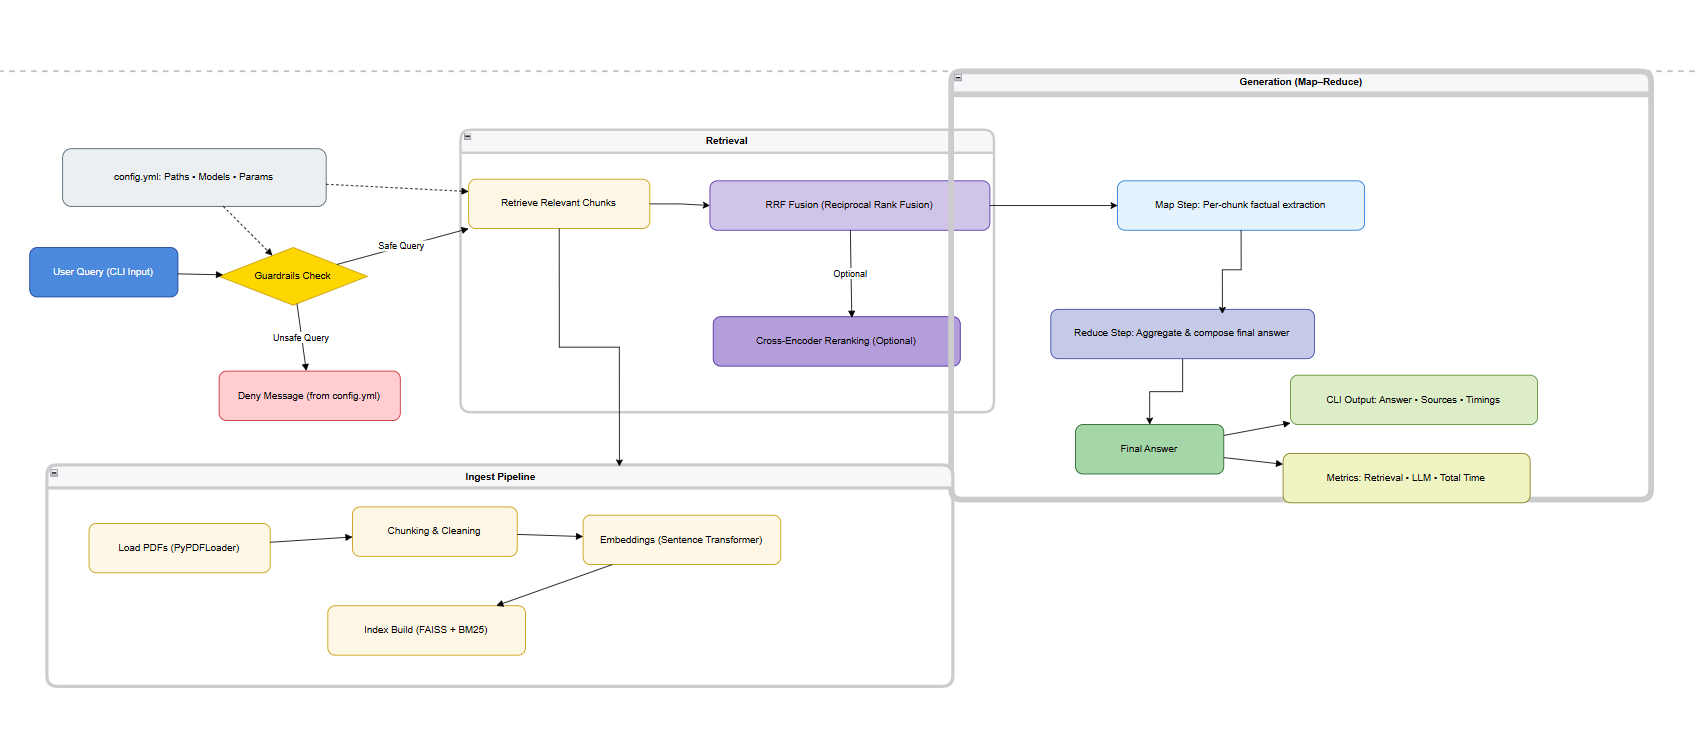 Generation (Map–Reduce)
Retrieval
config.yml: Paths • Models • Params
Retrieve Relevant Chunks
RRF Fusion (Reciprocal Rank Fusion)
Map Step: Per-chunk factual extraction
Safe Query
User Query (CLI Input)
Guardrails Check
Optional
Unsafe Query
Cross-Encoder Reranking (Optional)
Reduce Step: Aggregate & compose final answer
Deny Message (from config.yml)
CLI Output: Answer • Sources • Timings
Final Answer
Metrics: Retrieval • LLM • Total Time
Ingest Pipeline
Load PDFs (PyPDFLoader)
Chunking & Cleaning
Embeddings (Sentence Transformer)
Index Build (FAISS + BM25)